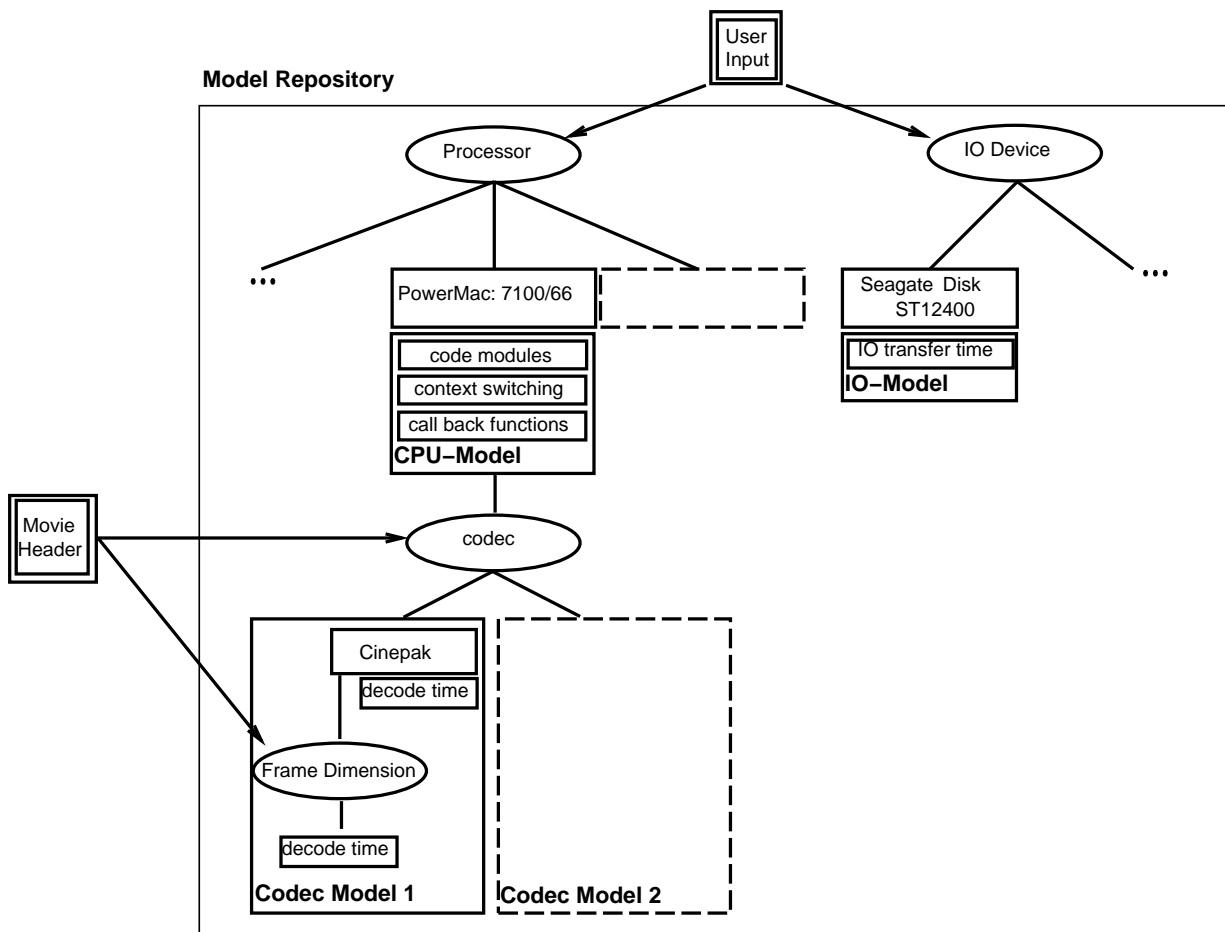 User
Input
Model Repository
Processor
IO Device
...
...
PowerMac: 7100/66
Seagate Disk
ST12400
code modules
context switching
call back functions
CPU−Model
IO transfer time
IO−Model
Movie
Header
codec
Cinepak
decode time
Frame Dimension
decode time
Codec Model 1
Codec Model 2